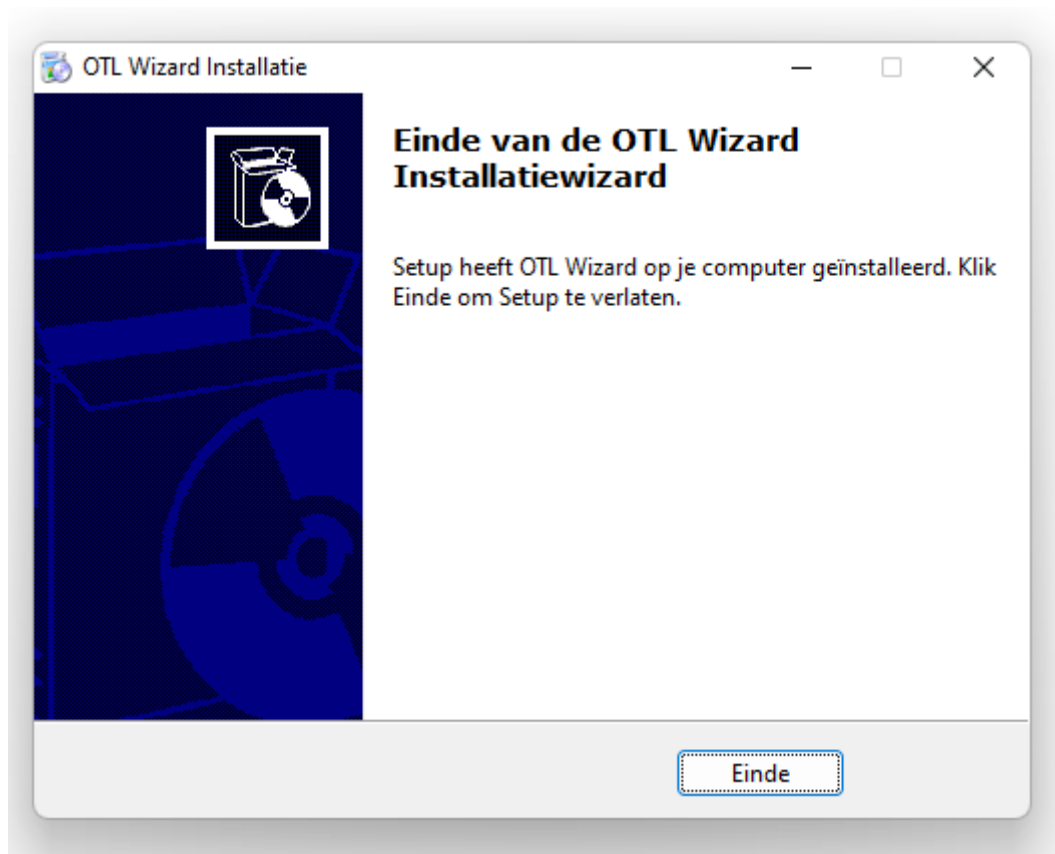 OTL Wizard Installatie
Einde van de OTL Wizard
Installatiewizard
Setup heeft OTL Wizard op je computer geïnstalleerd. Klik
Einde om Setup te verlaten.
Einde